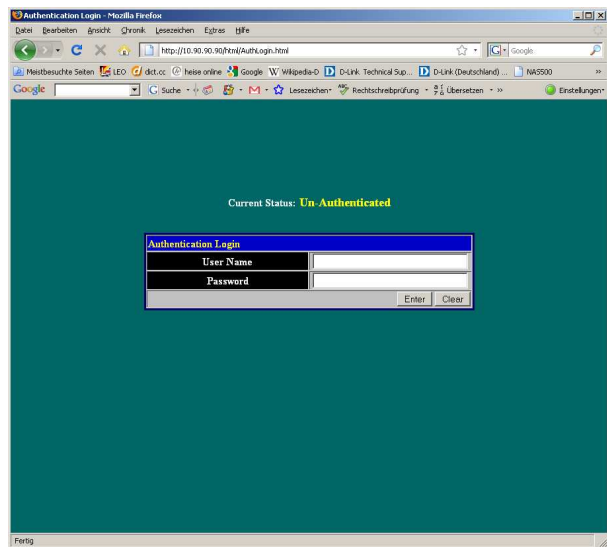 Authentication Login - Mozilla Firefox
Datei Bearbeiten Ansicht Chronik Lesezeichen Extras Hilfe
http://10.90.90.90/html/AuthLogin.html Google
Meistbesuchte Seiten LEO dict.cc heise online Google Wikipedia-D D-Link Technical Sup... D-Link (Deutschland) ... NAS500 »
Google Suche Lesezeichen Rechtschreibprüfung Übersetzen » Einstellungen
Current Status: Un-Authenticated
Authentication Login
User Name
Password
Enter Clear
Fertig